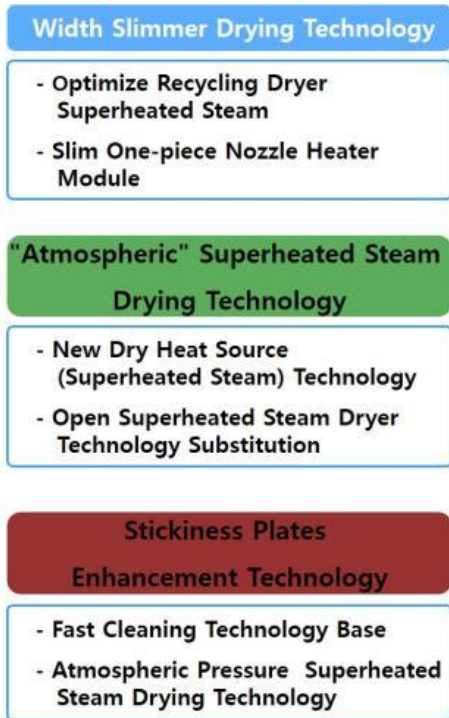 Width Slimmer Drying Technology
- Optimize Recycling Dryer
Superheated Steam
- Slim One-piece Nozzle Heater
Module
"Atmospheric" Superheated Steam
Drying Technology
- New Dry Heat Source
(Superheated Steam) Technology
- Open Superheated Steam Dryer
Technology Substitution
Stickiness Plates
Enhancement Technology
- Fast Cleaning Technology Base
- Atmospheric Pressure Superheated
Steam Drying Technology